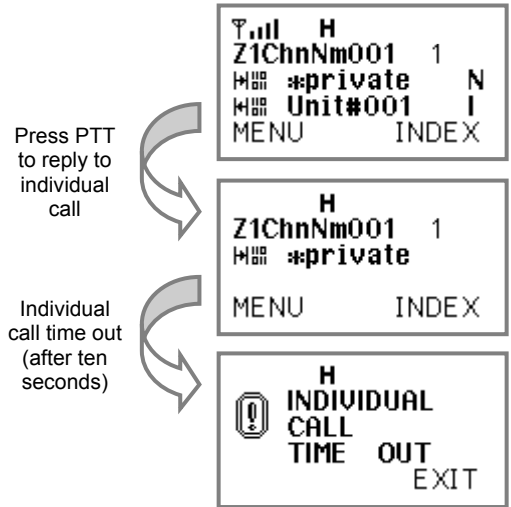 H
Z1ChnNm001 1
*private N
Unit#001 I
MENU INDEX
Press PTT
to reply to
individual
call
H
Z1ChnNm001 1
*private
MENU INDEX
Individual
call time out
(after ten
seconds)
H
! INDIVIDUAL
CALL
TIME OUT
EXIT